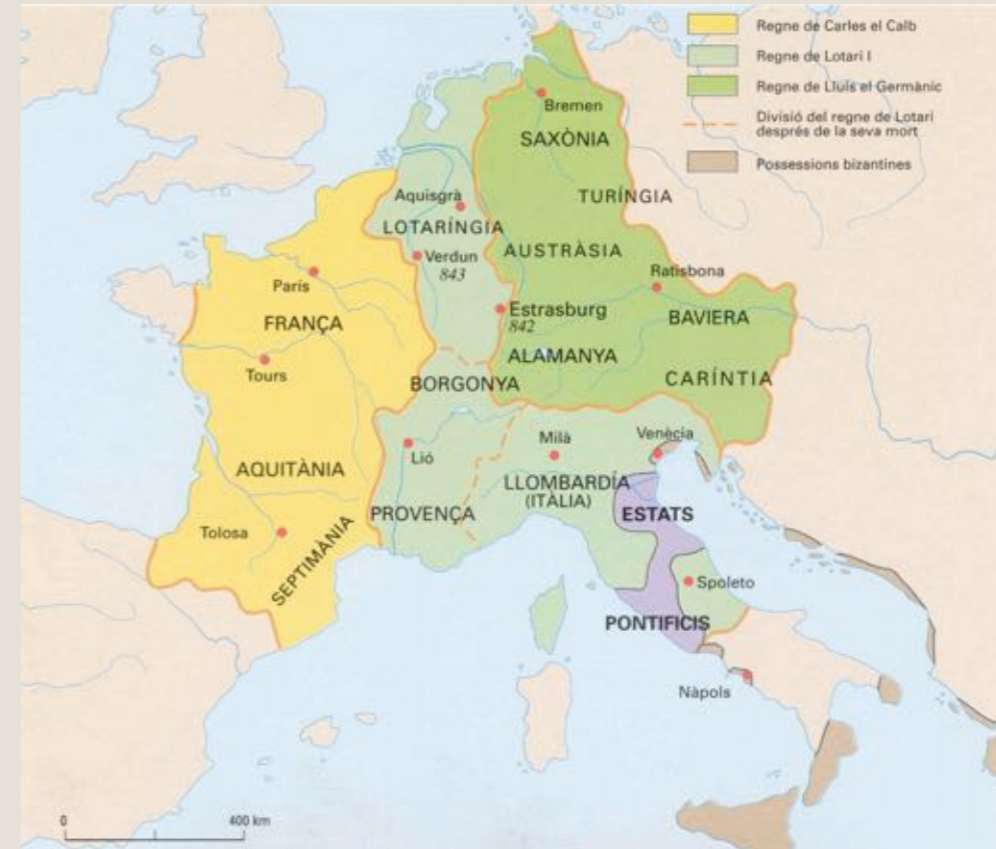 Regne de Carles el Calb
Regne de Lotari I
Regne de Lluís el Germànic
Divisió del regne de Lotari
després de la seva mort
Possessions bizantines
Bremen
SAXÒNIA
TURÍNGIA
Aquisgrà
LOTARÍNGIA
AUSTRÀSIA
Verdun
843
Ratisbona
París
Estrasburg
842
BAVIERA
FRANÇA
ALAMANYA
Tours
BORGONYA
CARÍNTIA
Milà
Venècia
Lió
AQUITÀNIA
LLOMBARDÍA
(ITÀLIA)
PROVENÇA
ESTATS
Tolosa
SEPTIMÀNIA
Spoleto
PONTIFICIS
Nàpols
0
400 km